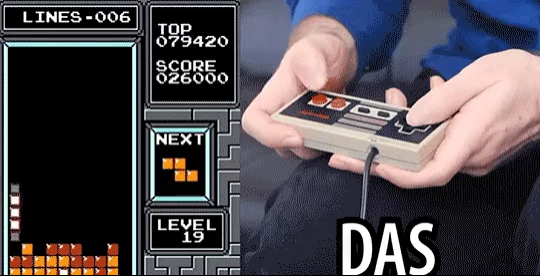 LINES-006
TOP
079420
SCORE
026000
NEXT
LEVEL
19
DAS